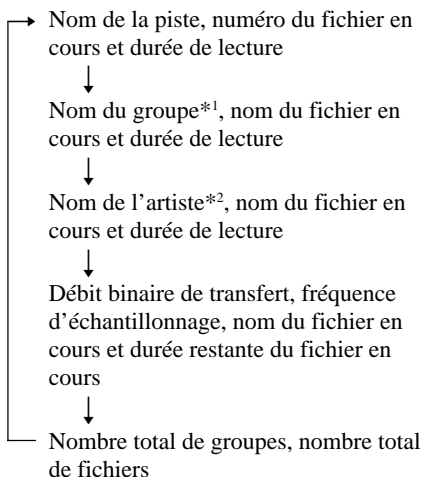 Nom de la piste, numéro du fichier en
cours et durée de lecture
Nom du groupe*1, nom du fichier en
cours et durée de lecture
Nom de l’artiste*2, nom du fichier en
cours et durée de lecture
Débit binaire de transfert, fréquence
d’échantillonnage, nom du fichier en
cours et durée restante du fichier en
cours
Nombre total de groupes, nombre total
de fichiers